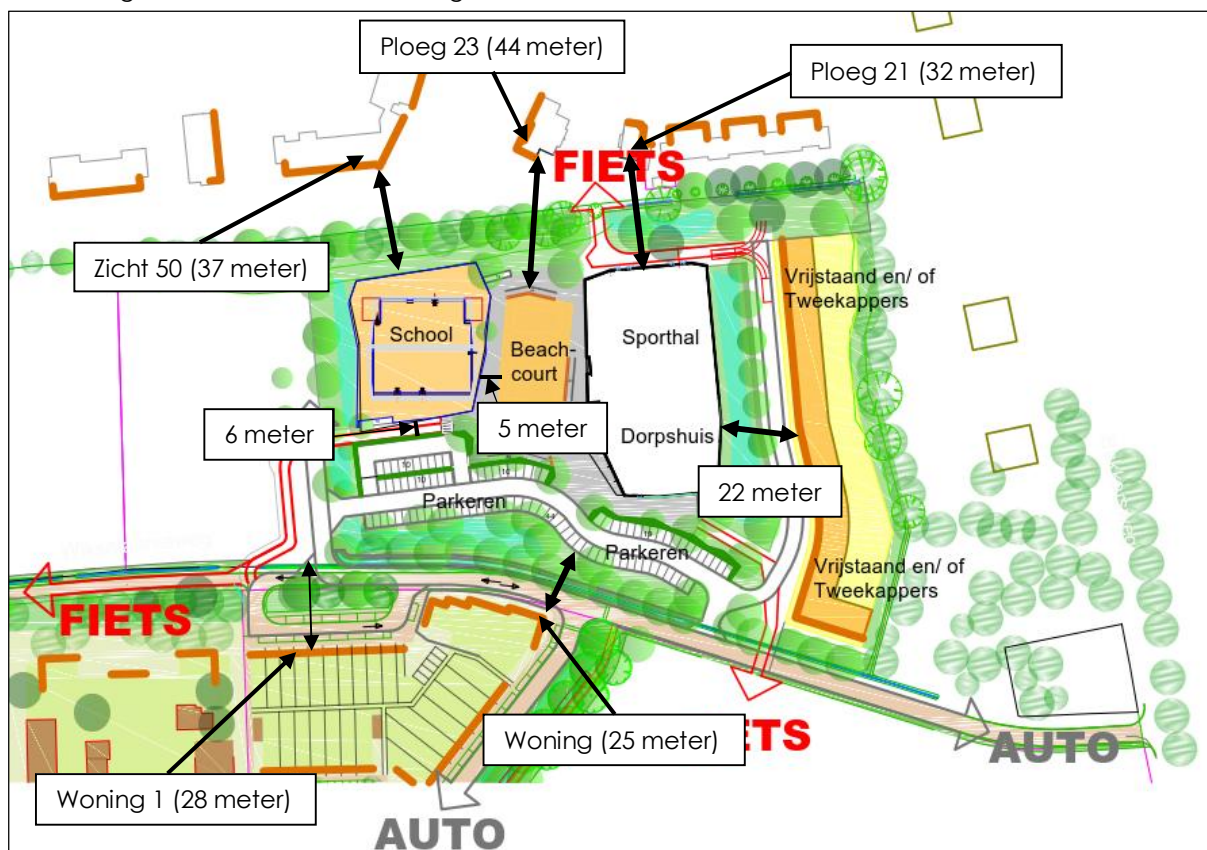 Ploeg 23 (44 meter)
Ploeg 21 (32 meter)
FIETS
Zicht 50 (37 meter)
Vrijstaand en/ of
Tweekappers
School
Beach-
court
Sporthal
6 meter
5 meter
Dorpshuis
22 meter
Parkeren
Parkeren
Vrijstaand en/ of
Tweekappers
FIETS
Woning (25 meter)
ETS
AUTO
Woning 1 (28 meter)
AUTO